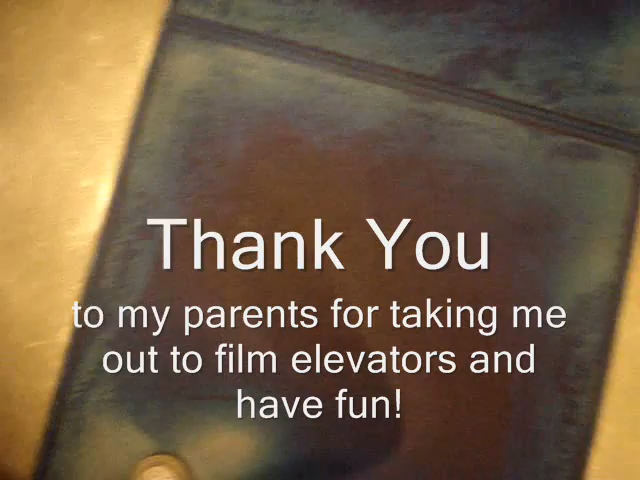 Thank You
to my parents for taking me
out to film elevators and
have fun!